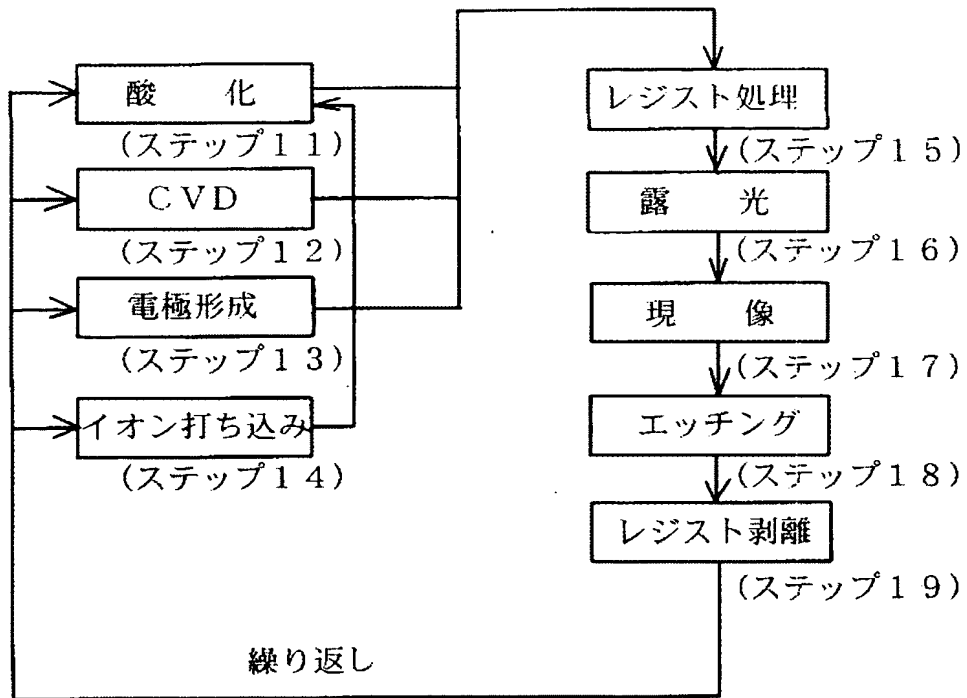 酸　化
(ステップ１１)
CVD
(ステップ１２)
電極形成
(ステップ１３)
イオン打ち込み
(ステップ１４)
レジスト処理
(ステップ１５)
露　光
(ステップ１６)
現　像
(ステップ１７)
エッチング
(ステップ１８)
レジスト剥離
(ステップ１９)
繰り返し